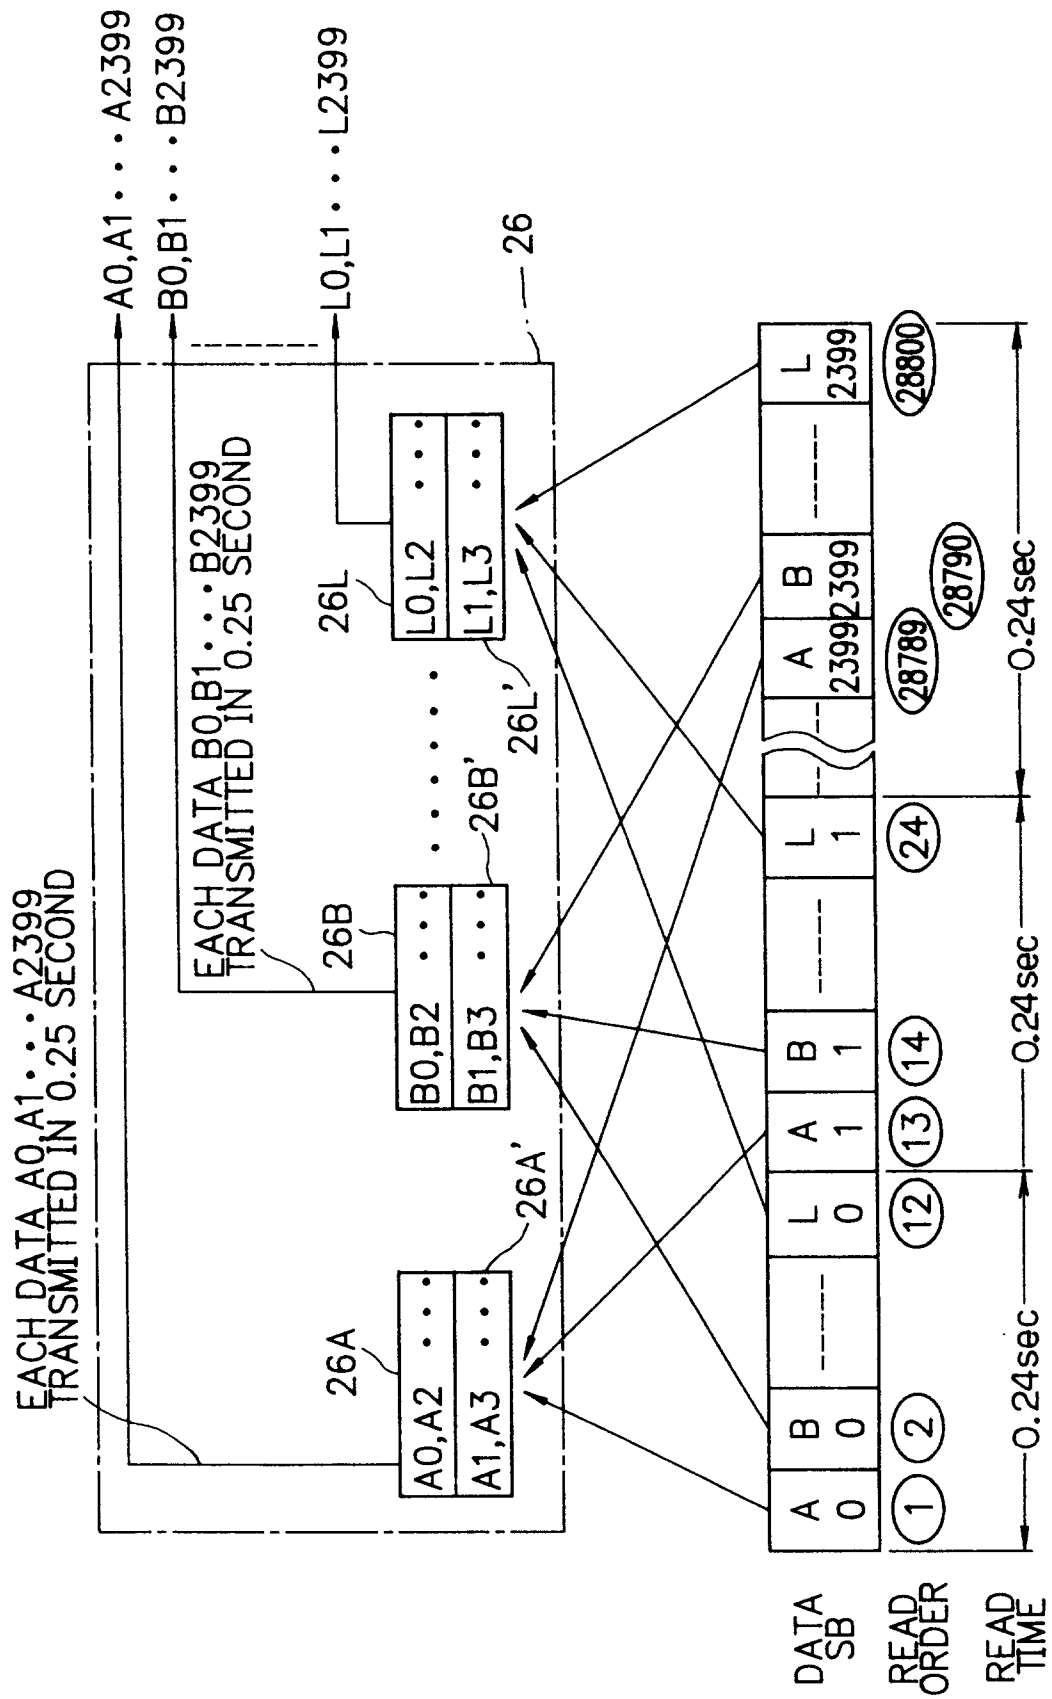 EACH DATA A0,A1•••A2399
TRANSMITTED IN 0.25 SECOND
A0,A1•••A2399
B0,B1•••B2399
EACH DATA B0,B1•••B2399
TRANSMITTED IN 0.25 SECOND
L0,L1•••L2399
26
26A
26B
26L
A0,A2 •••
A1,A3 •••
B0,B2 •••
B1,B3 •••
L0,L2 •••
L1,L3 •••
26A'
26B'
26L'
DATA SB
A 0
B 0
L 0
A 1
B 1
L 1
A 2399
B 2399
L 2399
READ ORDER
1
2
12
13
14
24
28789
28790
28800
READ TIME
0.24sec
0.24sec
0.24sec